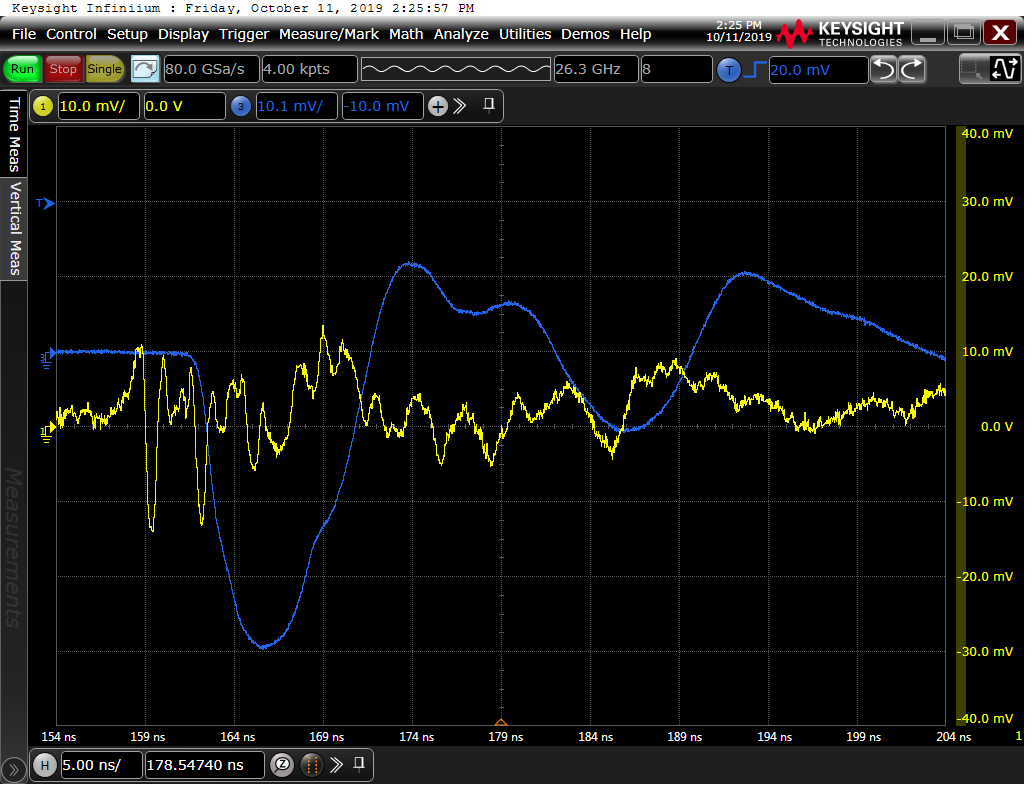 Keysight Infiniium : Friday, October 11, 2019 2:25:57 PM
File Control Setup Display Trigger Measure/Mark Math Analyze Utilities Demos Help
2:25 PM
10/11/2019
KEYSIGHT
TECHNOLOGIES
X
Run Stop Single 80.0 GSa/s 4.00 kpts 26.3 GHz 8 T 20.0 mV
1 10.0 mV/ 0.0 V 3 10.1 mV/ -10.0 mV +
Time Meas
Vertical Meas
Measurements
T
3
1
40.0 mV
30.0 mV
20.0 mV
10.0 mV
0.0 V
-10.0 mV
-20.0 mV
-30.0 mV
-40.0 mV
154 ns 159 ns 164 ns 169 ns 174 ns 179 ns 184 ns 189 ns 194 ns 199 ns 204 ns 1
H 5.00 ns/ 178.54740 ns Z